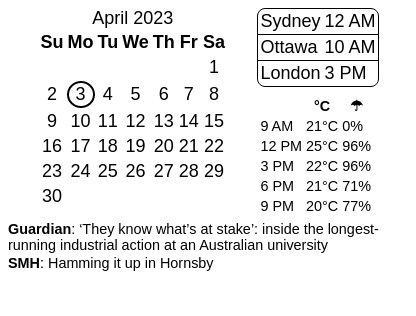 April 2023
Su Mo Tu We Th Fr Sa
1
2 3 4 5 6 7 8
9 10 11 12 13 14 15
16 17 18 19 20 21 22
23 24 25 26 27 28 29
30
Sydney 12 AM
Ottawa 10 AM
London 3 PM
°C ☂
9 AM 21°C 0%
12 PM 25°C 96%
3 PM 22°C 96%
6 PM 21°C 71%
9 PM 20°C 77%
Guardian: ‘They know what’s at stake’: inside the longest-
running industrial action at an Australian university
SMH: Hamming it up in Hornsby